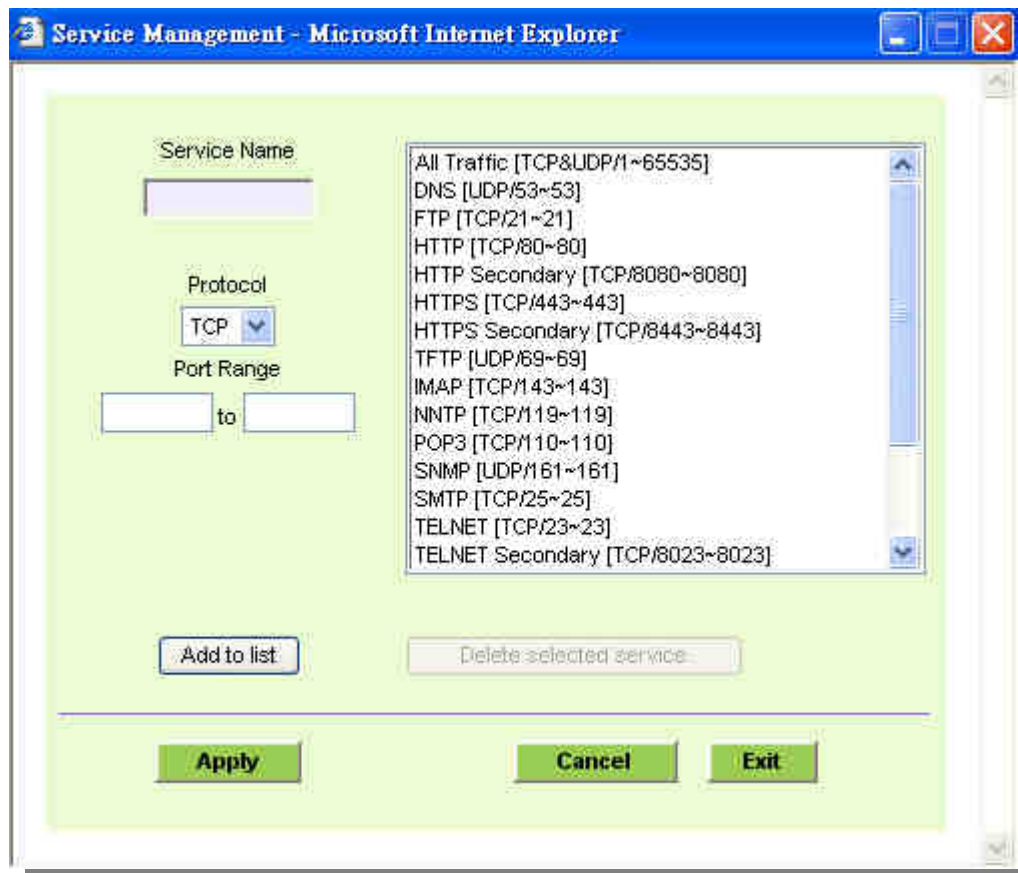 Service Management - Microsoft Internet Explorer
Service Name
Protocol
TCP
Port Range
to
All Traffic [TCP&UDP/1~65535]
DNS [UDP/53~53]
FTP [TCP/21~21]
HTTP [TCP/80~80]
HTTP Secondary [TCP/8080~8080]
HTTPS [TCP/443~443]
HTTPS Secondary [TCP/8443~8443]
TFTP [UDP/69~69]
IMAP [TCP/143~143]
NNTP [TCP/119~119]
POP3 [TCP/110~110]
SNMP [UDP/161~161]
SMTP [TCP/25~25]
TELNET [TCP/23~23]
TELNET Secondary [TCP/8023~8023]
Add to list
Delete selected service
Apply
Cancel
Exit